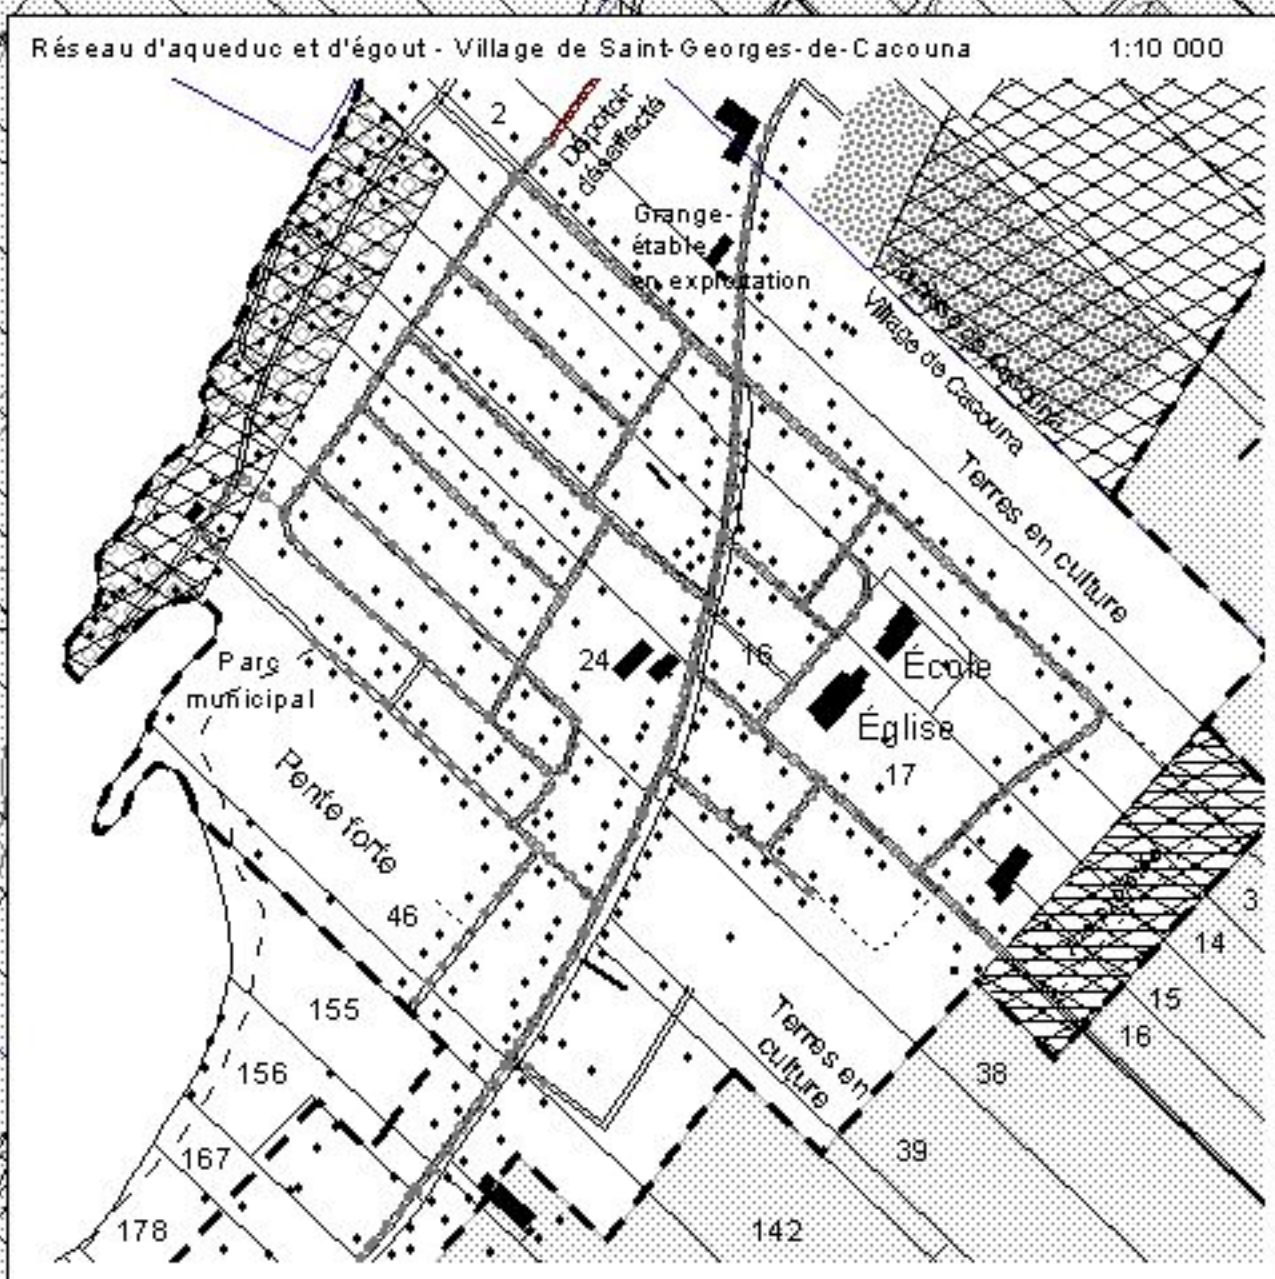 Réseau d'aqueduc et d'égout - Village de Saint-Georges-de-Cacouna 1:10 000
2
Dépotoir
désaffecté
Grange-
étable
en exploitation
Village de Cacouna
Terres en culture
Parc
municipal
24
16
École
Église
17
Pente forte
46
3
14
15
16
155
156
167
178
Terres en
culture
38
39
142